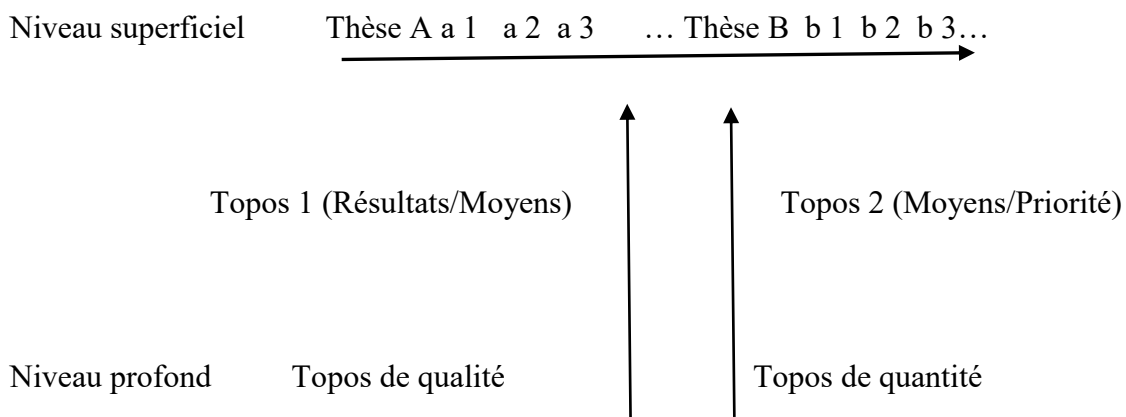 Niveau superficiel Thèse A a 1 a 2 a 3 … Thèse B b 1 b 2 b 3…
Topos 1 (Résultats/Moyens) Topos 2 (Moyens/Priorité)
Niveau profond Topos de qualité Topos de quantité